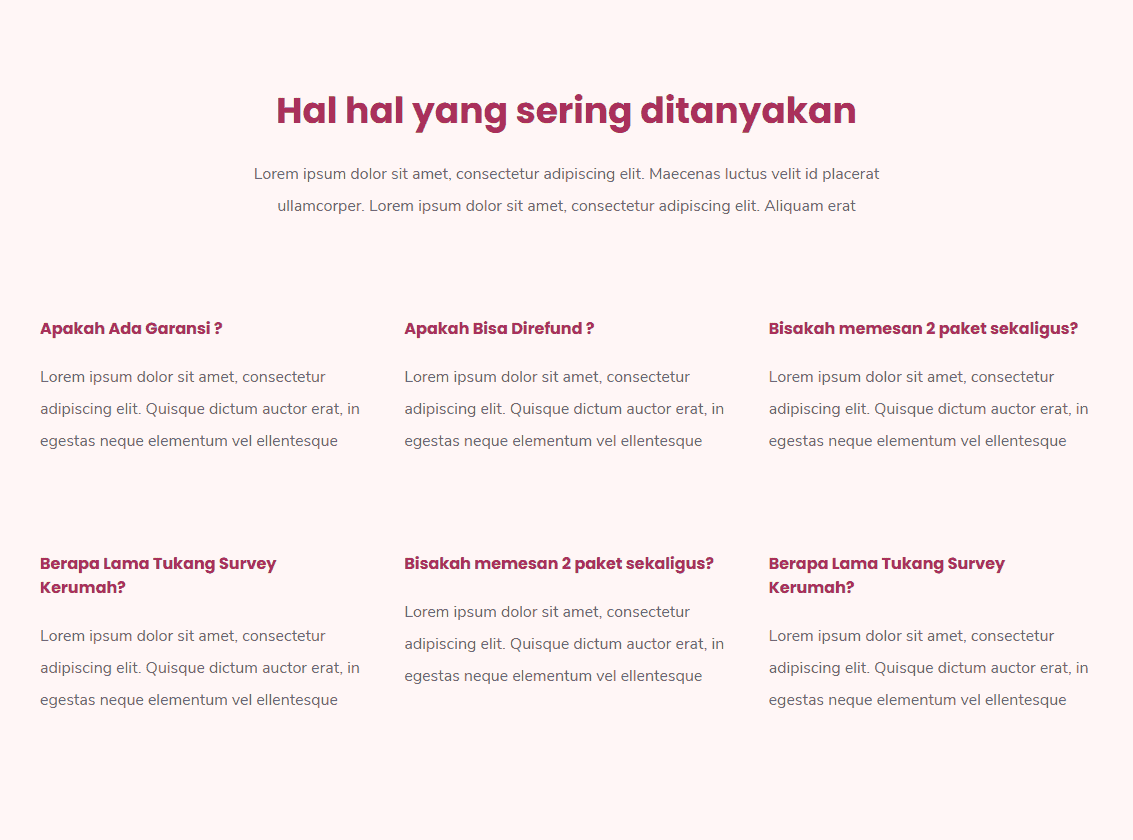 Hal hal yang sering ditanyakan
Lorem ipsum dolor sit amet, consectetur adipiscing elit. Maecenas luctus velit id placerat
ullamcorper. Lorem ipsum dolor sit amet, consectetur adipiscing elit. Aliquam erat
Apakah Ada Garansi ?
Lorem ipsum dolor sit amet, consectetur
adipiscing elit. Quisque dictum auctor erat, in
egestas neque elementum vel ellentesque
Apakah Bisa Direfund ?
Lorem ipsum dolor sit amet, consectetur
adipiscing elit. Quisque dictum auctor erat, in
egestas neque elementum vel ellentesque
Bisakah memesan 2 paket sekaligus?
Lorem ipsum dolor sit amet, consectetur
adipiscing elit. Quisque dictum auctor erat, in
egestas neque elementum vel ellentesque
Berapa Lama Tukang Survey
Kerumah?
Lorem ipsum dolor sit amet, consectetur
adipiscing elit. Quisque dictum auctor erat, in
egestas neque elementum vel ellentesque
Bisakah memesan 2 paket sekaligus?
Lorem ipsum dolor sit amet, consectetur
adipiscing elit. Quisque dictum auctor erat, in
egestas neque elementum vel ellentesque
Berapa Lama Tukang Survey
Kerumah?
Lorem ipsum dolor sit amet, consectetur
adipiscing elit. Quisque dictum auctor erat, in
egestas neque elementum vel ellentesque